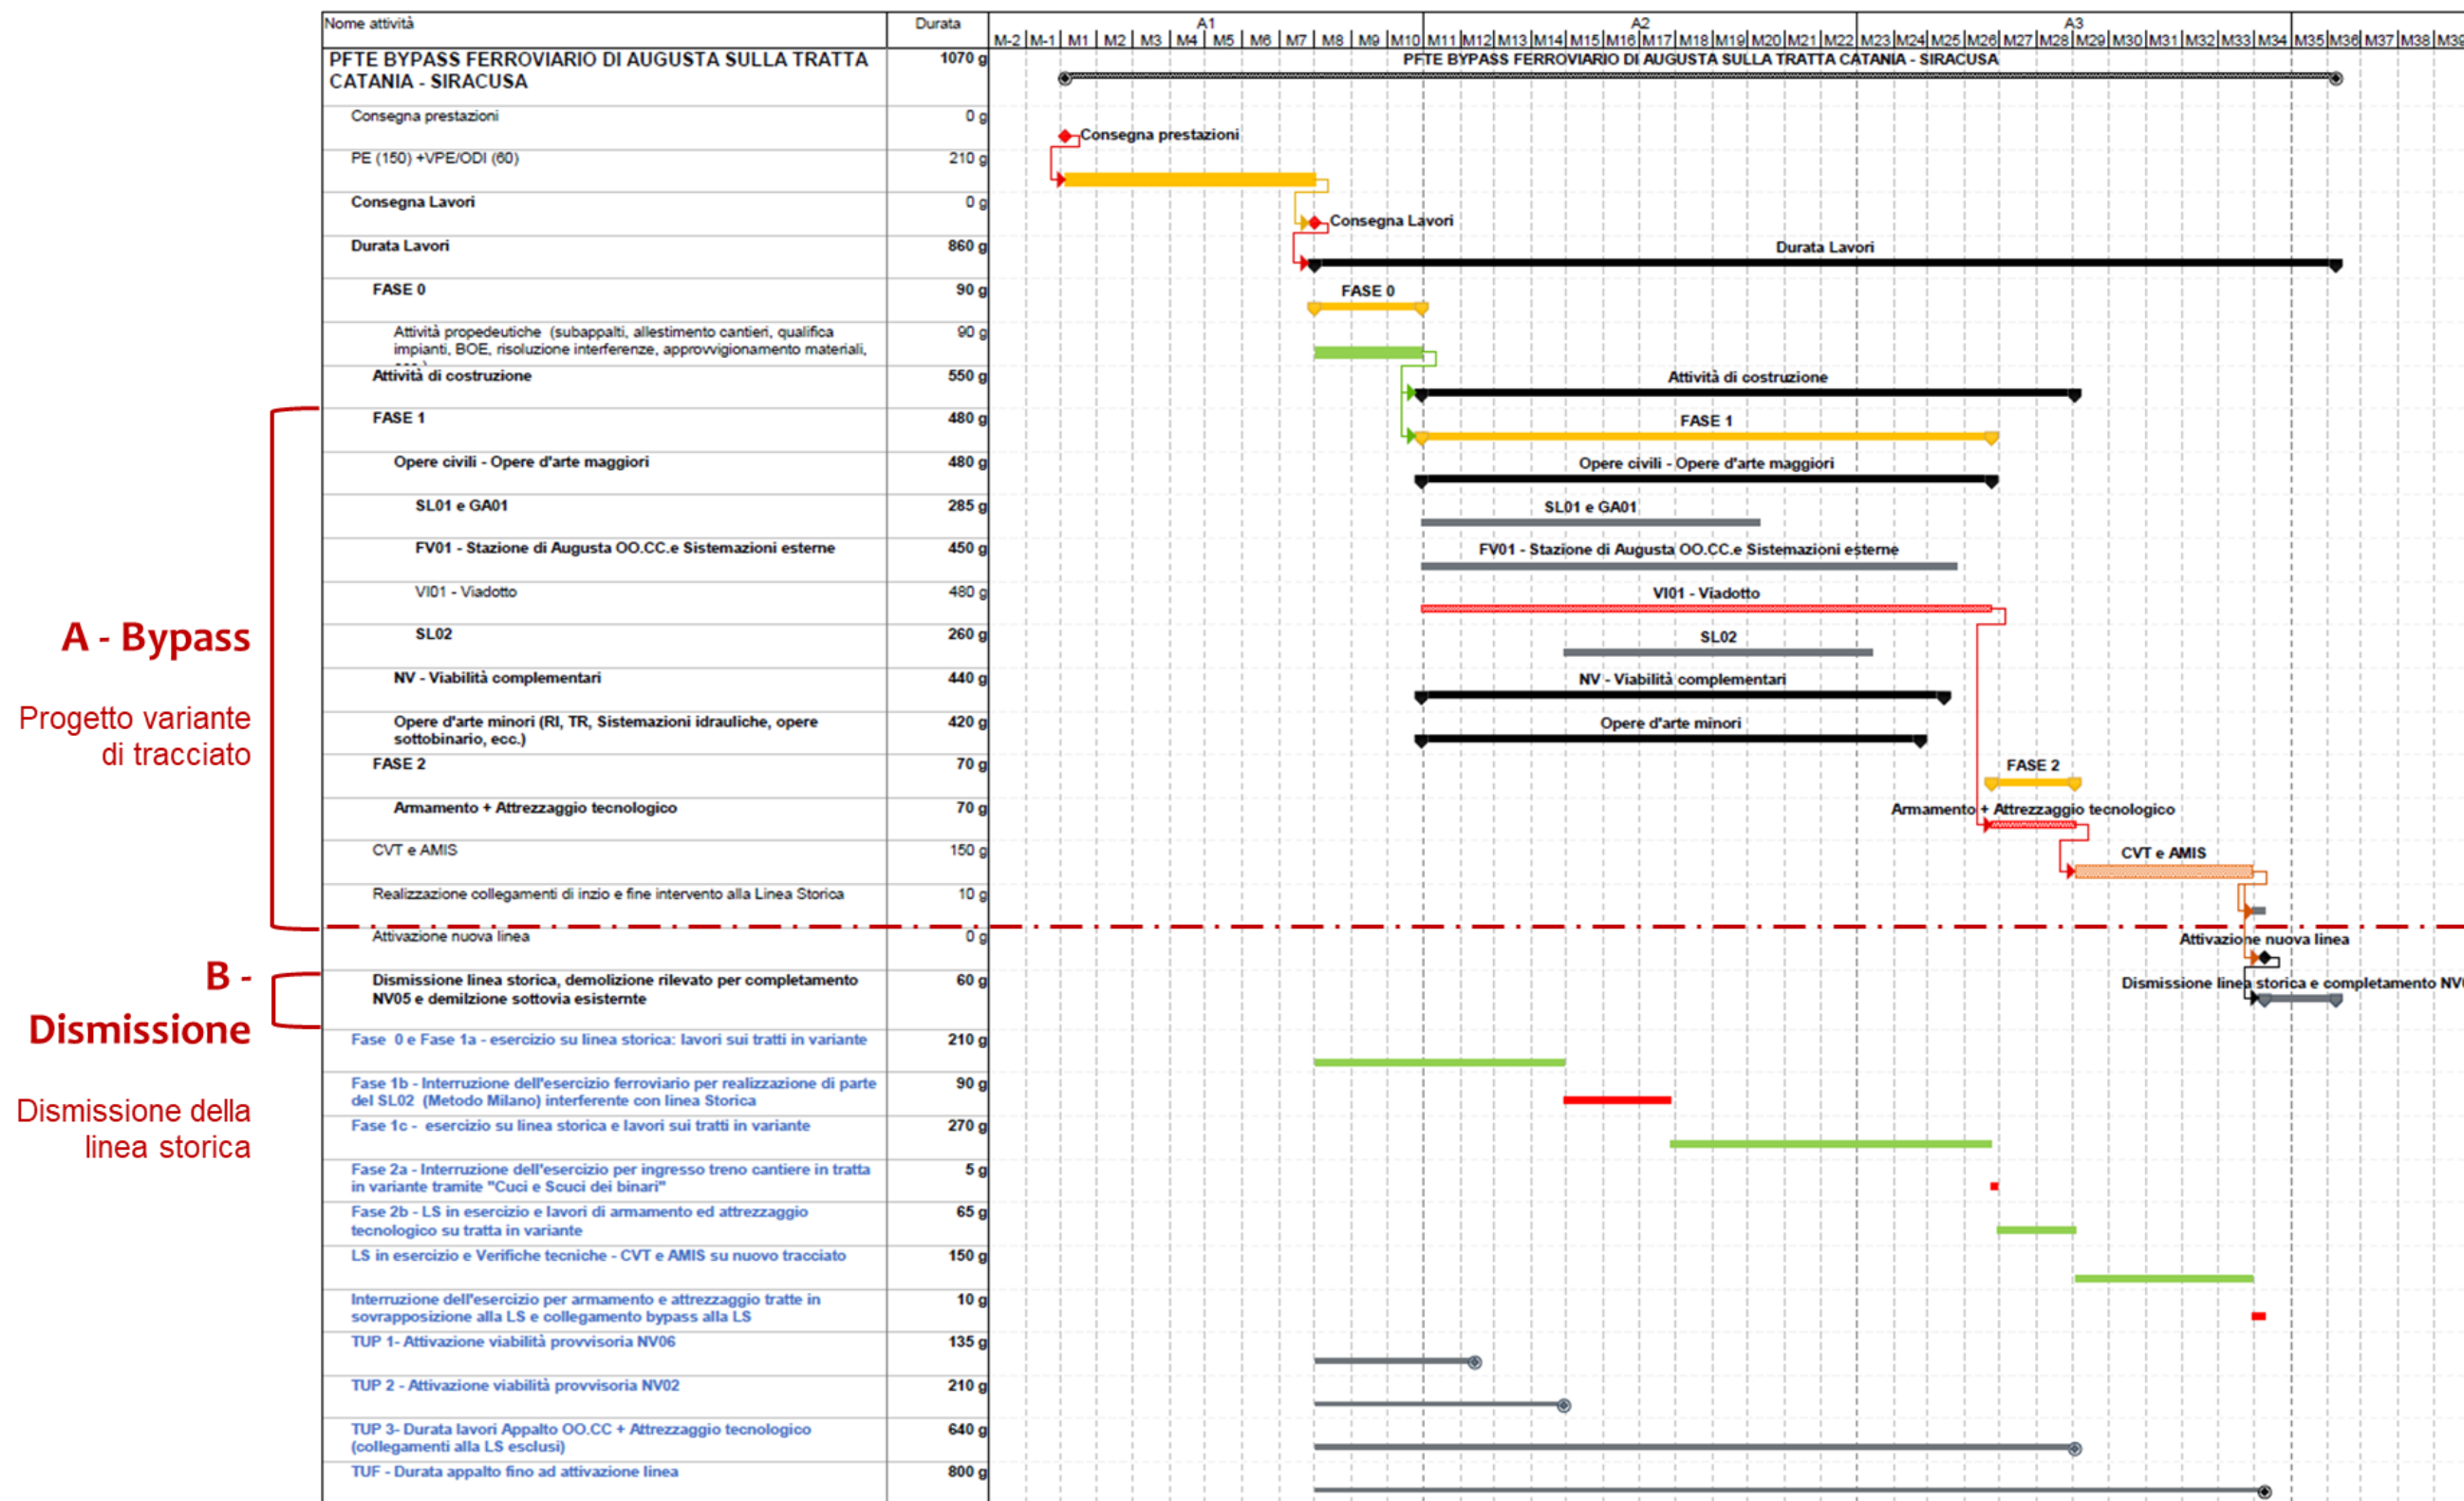 Nome attività Durata A1 A2 A3
M-2 M-1 M1 M2 M3 M4 M5 M6 M7 M8 M9 M10 M11 M12 M13 M14 M15 M16 M17 M18 M19 M20 M21 M22 M23 M24 M25 M26 M27 M28 M29 M30 M31 M32 M33 M34 M35 M36 M37 M38 M39
PFTE BYPASS FERROVIARIO DI AUGUSTA SULLA TRATTA 1070 g PFTE BYPASS FERROVIARIO DI AUGUSTA SULLA TRATTA CATANIA - SIRACUSA
CATANIA - SIRACUSA
Consegna prestazioni 0 g
Consegna prestazioni
PE (150) +VPE/ODI (60) 210 g
Consegna Lavori 0 g
Consegna Lavori
Durata Lavori 860 g Durata Lavori
FASE 0 90 g FASE 0
Attività propedeutiche (subappalti, allestimento cantieri, qualifica 90 g
impianti, BOE, risoluzione interferenze, approvvigionamento materiali,
Attività di costruzione 550 g Attività di costruzione
FASE 1 480 g FASE 1
Opere civili - Opere d'arte maggiori 480 g Opere civili - Opere d'arte maggiori
SL01 e GA01 285 g SL01 e GA01
FV01 - Stazione di Augusta OO.CC.e Sistemazioni esterne 450 g FV01 - Stazione di Augusta OO.CC.e Sistemazioni esterne
VI01 - Viadotto 480 g VI01 - Viadotto
A - Bypass
SL02 260 g SL02
NV - Viabilità complementari 440 g NV - Viabilità complementari
Progetto variante
di tracciato
Opere d'arte minori (RI, TR, Sistemazioni idrauliche, opere 420 g Opere d'arte minori
sottobinario, ecc.)
FASE 2 70 g FASE 2
Armamento + Attrezzaggio tecnologico 70 g Armamento + Attrezzaggio tecnologico
CVT e AMIS 150 g CVT e AMIS
Realizzazione collegamenti di inzio e fine intervento alla Linea Storica 10 g
Attivazione nuova linea 0 g Attivazione nuova linea
B -
Dismissione
Dismissione linea storica, demolizione rilevato per completamento 60 g Dismissione linea storica e completamento NV0
NV05 e demilzione sottovia esisternte
Fase 0 e Fase 1a - esercizio su linea storica: lavori sui tratti in variante 210 g
Fase 1b - Interruzione dell'esercizio ferroviario per realizzazione di parte 90 g
del SL02 (Metodo Milano) interferente con linea Storica
Dismissione della
linea storica
Fase 1c - esercizio su linea storica e lavori sui tratti in variante 270 g
Fase 2a - Interruzione dell'esercizio per ingresso treno cantiere in tratta 5 g
in variante tramite "Cuci e Scuci dei binari"
Fase 2b - LS in esercizio e lavori di armamento ed attrezzaggio 65 g
tecnologico su tratta in variante
LS in esercizio e Verifiche tecniche - CVT e AMIS su nuovo tracciato 150 g
Interruzione dell'esercizio per armamento e attrezzaggio tratte in 10 g
sovrapposizione alla LS e collegamento bypass alla LS
TUP 1- Attivazione viabilità provvisoria NV06 135 g
TUP 2 - Attivazione viabilità provvisoria NV02 210 g
TUP 3- Durata lavori Appalto OO.CC + Attrezzaggio tecnologico 640 g
(collegamenti alla LS esclusi)
TUF - Durata appalto fino ad attivazione linea 800 g